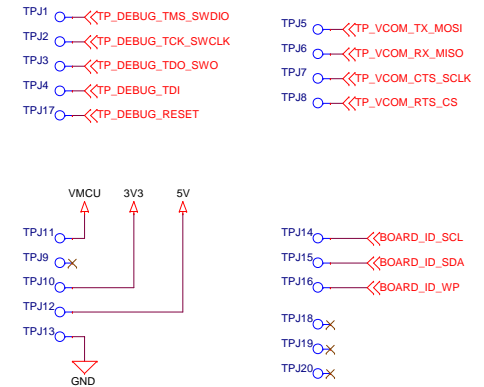 TPJ1 TP_DEBUG_TMS_SWDIO
TPJ2 TP_DEBUG_TCK_SWCLK
TPJ3 TP_DEBUG_TDO_SWO
TPJ4 TP_DEBUG_TDI
TPJ17 TP_DEBUG_RESET
TPJ5 TP_VCOM_TX_MOSI
TPJ6 TP_VCOM_RX_MISO
TPJ7 TP_VCOM_CTS_SCLK
TPJ8 TP_VCOM_RTS_CS
VMCU 3V3 5V
TPJ11
TPJ9
TPJ10
TPJ12
TPJ13
GND
TPJ14 BOARD_ID_SCL
TPJ15 BOARD_ID_SDA
TPJ16 BOARD_ID_WP
TPJ18
TPJ19
TPJ20